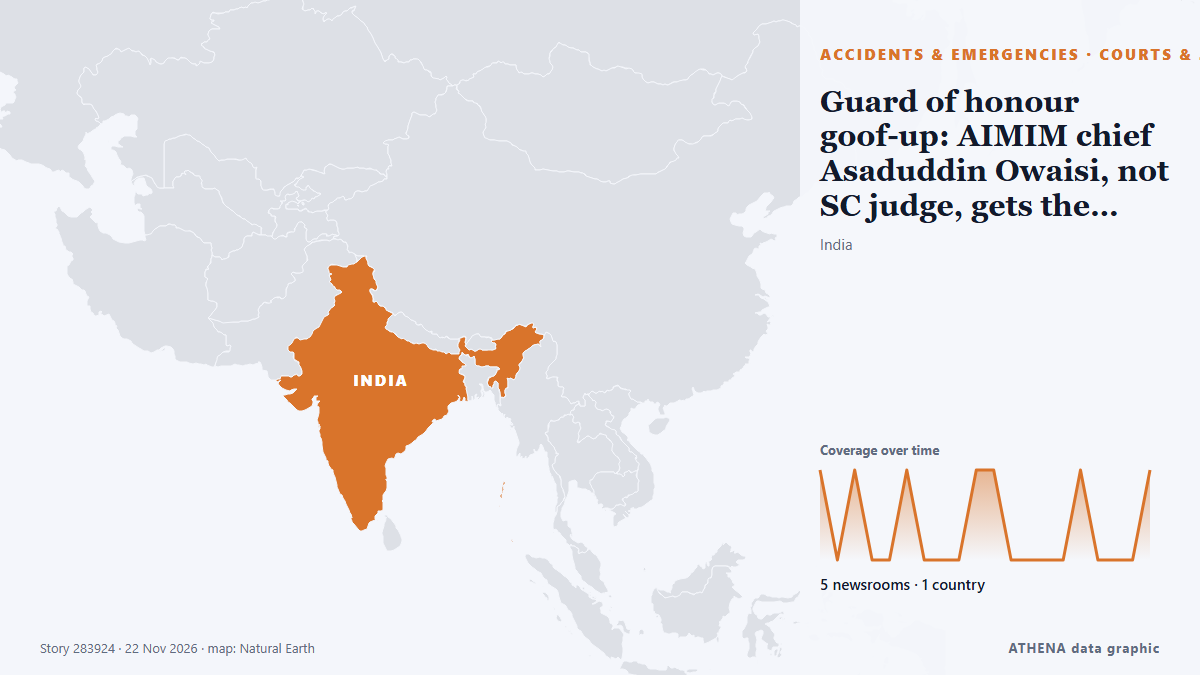 ACCIDENTS & EMERGENCIES · COURTS &
Guard of honour
goof-up: AIMIM chief
Asaduddin Owaisi, not
SC judge, gets the...
India
INDIA
Coverage over time
5 newsrooms · 1 country
Story 283924 · 22 Nov 2026 · map: Natural Earth
ATHENA data graphic